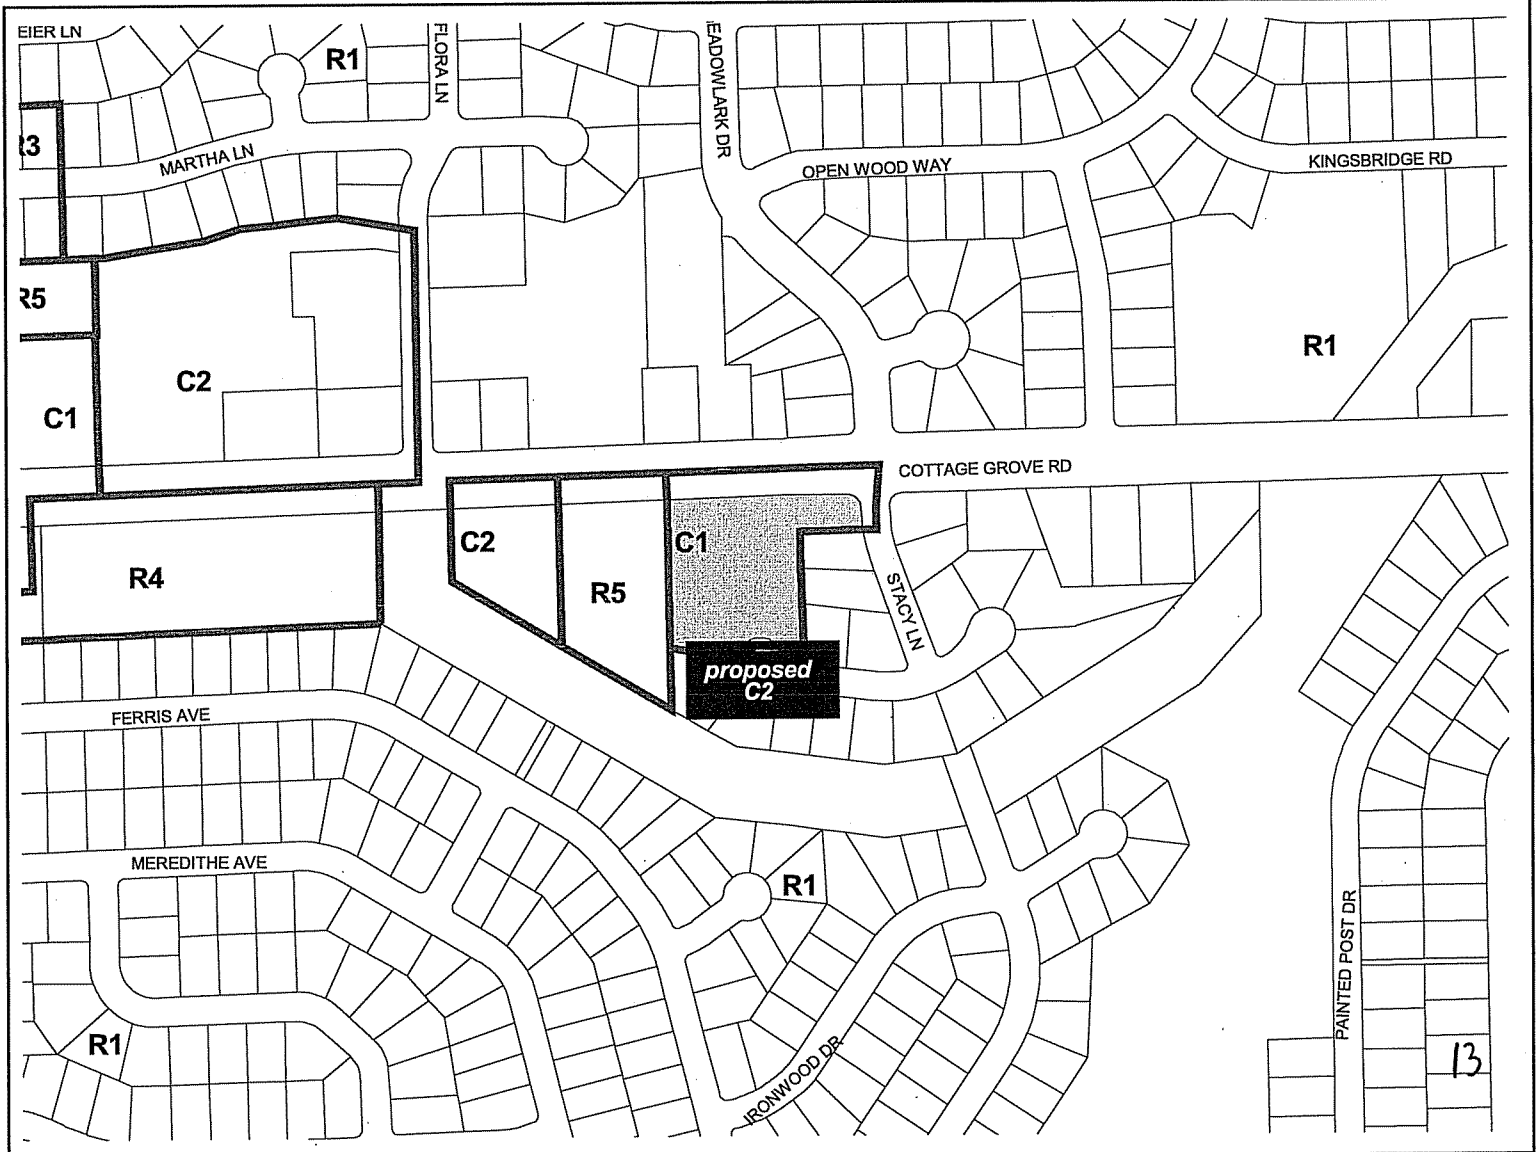 EIER LN
R1
FLORA LN
EADOWLARK DR
R3
MARTHA LN
OPEN WOOD WAY
KINGSBRIDGE RD
R5
C2
R1
C1
COTTAGE GROVE RD
C2
C1
R4
R5
STACY LN
proposed
C2
FERRIS AVE
MEREDITHE AVE
R1
PAINTED POST DR
R1
IRONWOOD DR
13